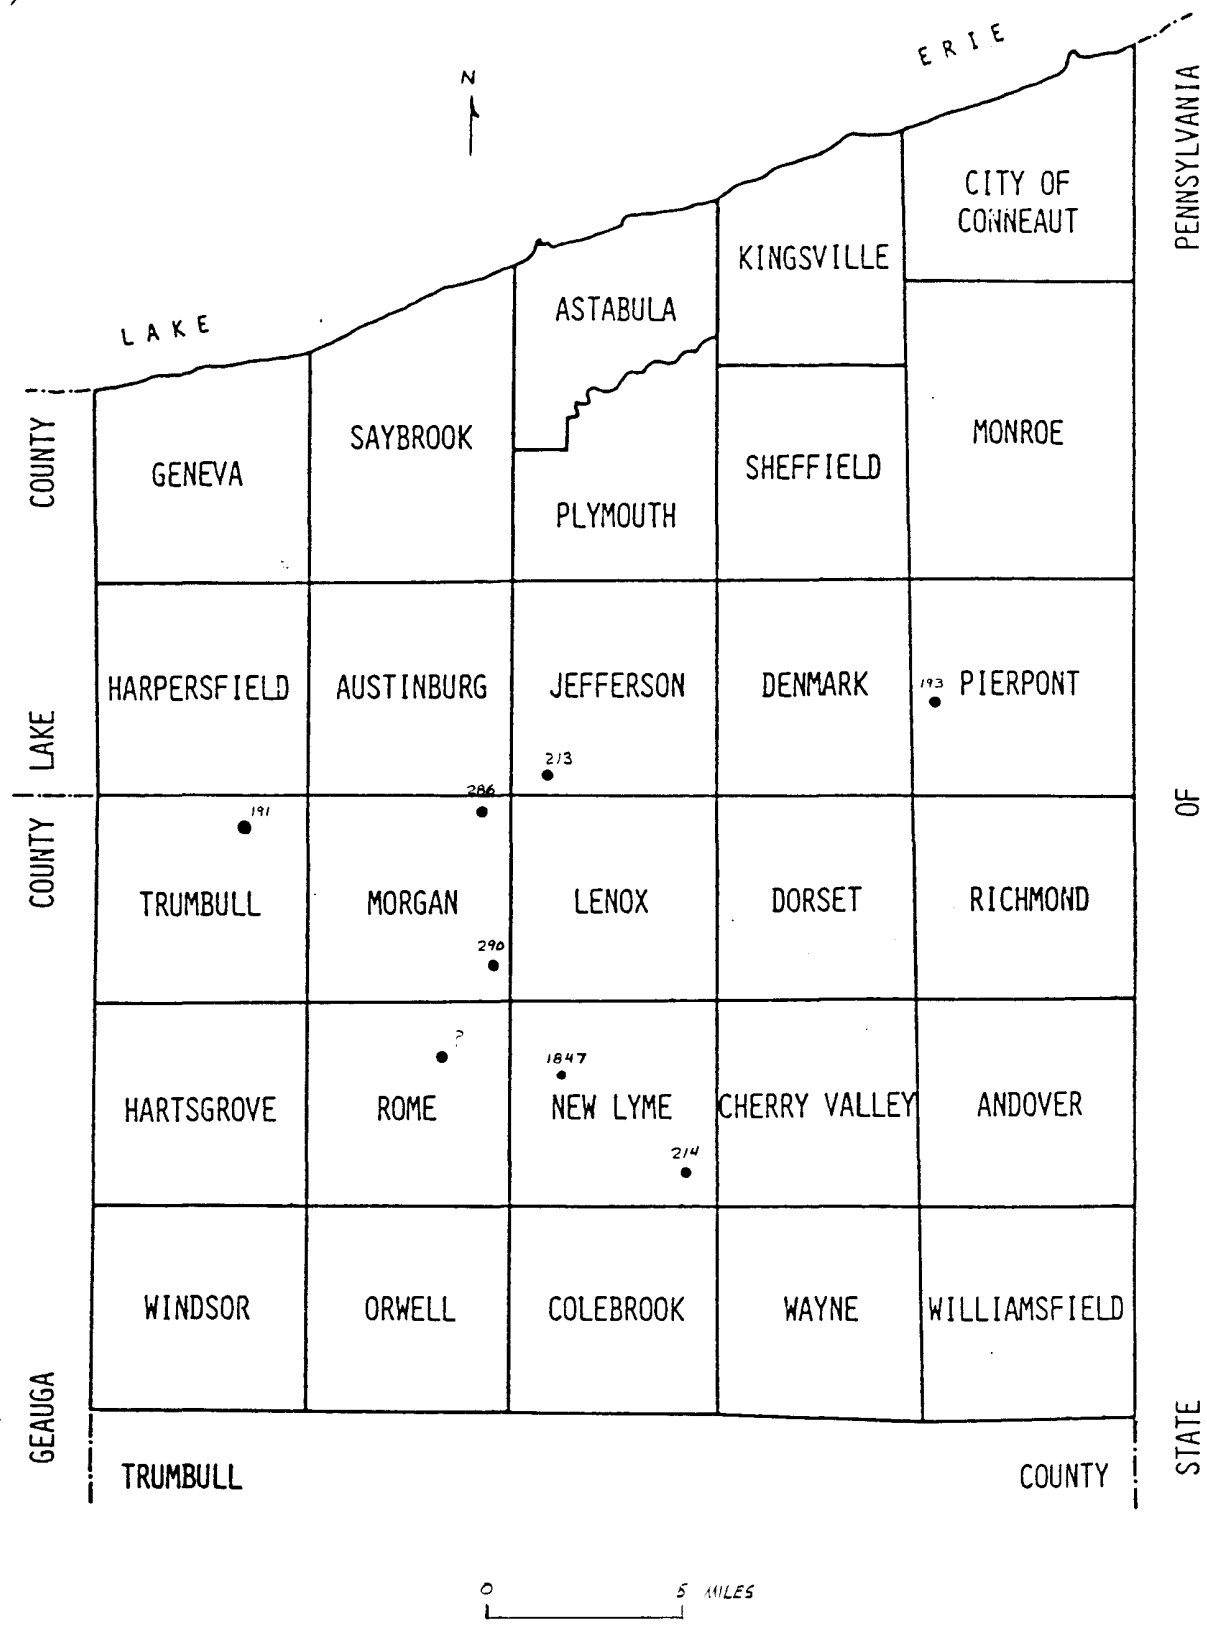 ERIE
N
PENNSYLVANIA
CITY OF
CONNEAUT
KINGSVILLE
ASTABULA
LAKE
COUNTY
SAYBROOK
MONROE
GENEVA
SHEFFIELD
PLYMOUTH
HARPERSFIELD
AUSTINBURG
JEFFERSON
DENMARK
193
PIERPONT
LAKE
213
286
191
OF
COUNTY
TRUMBULL
MORGAN
LENOX
DORSET
RICHMOND
290
?
1847
HARTSGROVE
ROME
NEW LYME
CHERRY VALLEY
ANDOVER
214
WINDSOR
ORWELL
COLEBROOK
WAYNE
WILLIAMSFIELD
GEAUGA
STATE
TRUMBULL
COUNTY
0 5 MILES